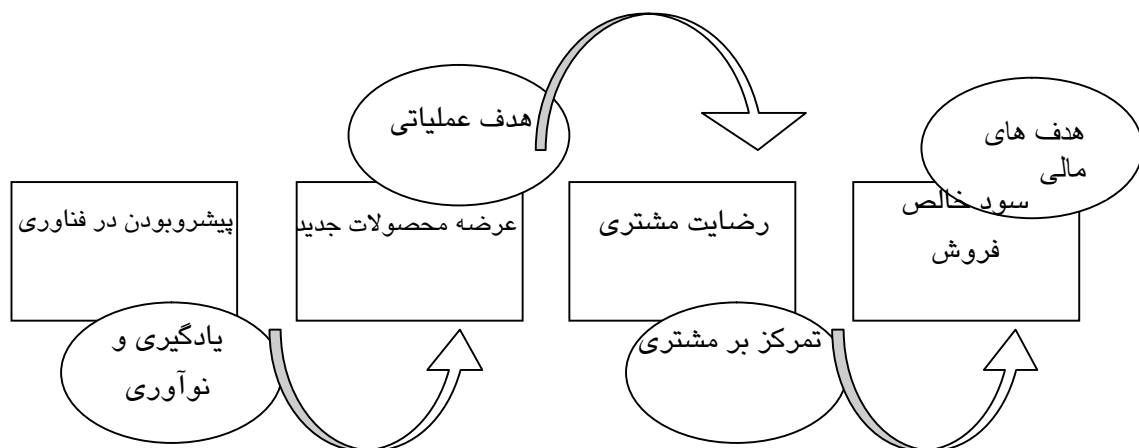 هدف عملیاتی
هدف های
مالی
پیشروبودن در فناوری
عرضه محصولات جدید
رضایت مشتری
سود خالص
فروش
یادگیری و
نوآوری
تمرکز بر مشتری